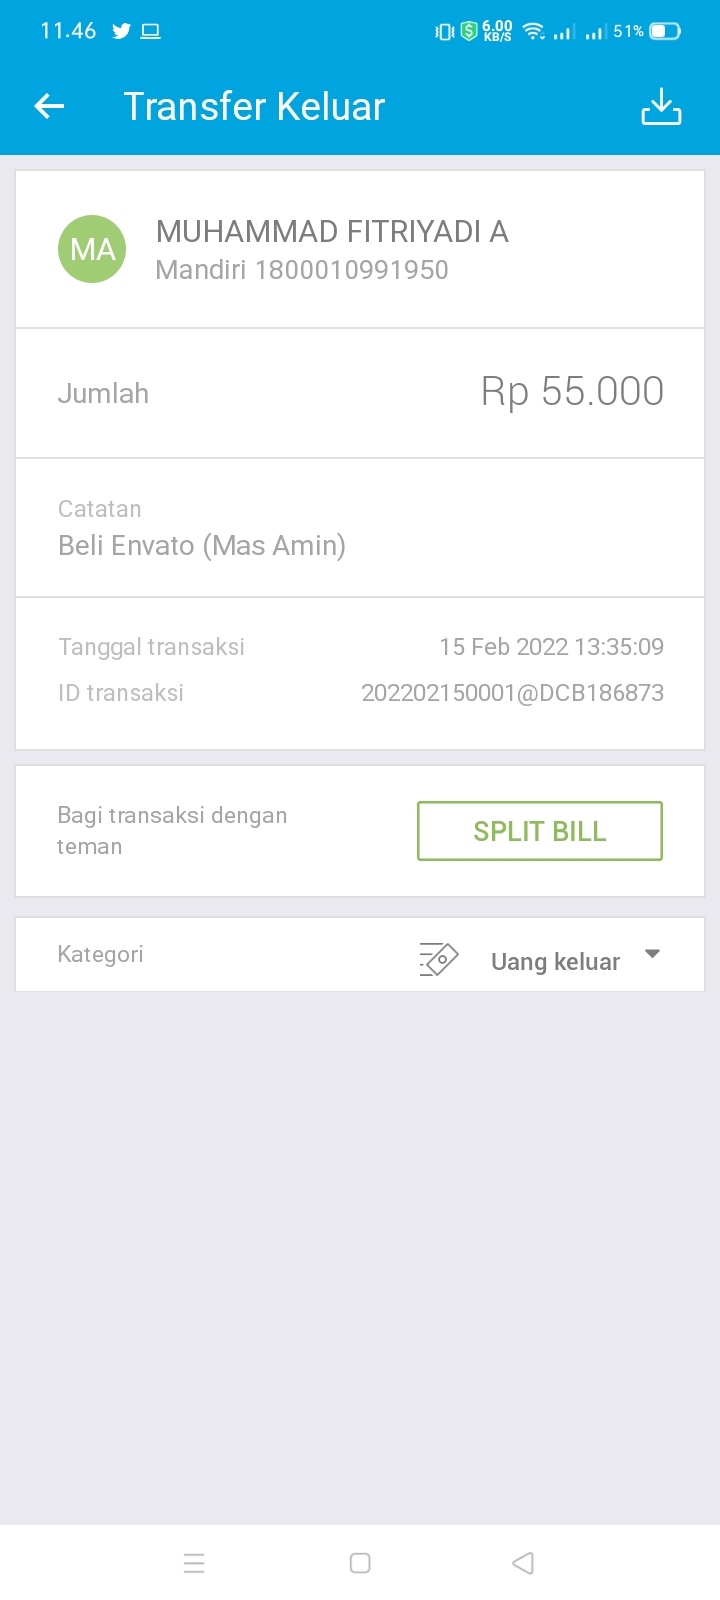 11.46
6.00
KB/S
51%
Transfer Keluar
MA
MUHAMMAD FITRIYADI A
Mandiri 1800010991950
Jumlah
Rp 55.000
Catatan
Beli Envato (Mas Amin)
Tanggal transaksi
15 Feb 2022 13:35:09
ID transaksi
202202150001@DCB186873
Bagi transaksi dengan
teman
SPLIT BILL
Kategori
Uang keluar